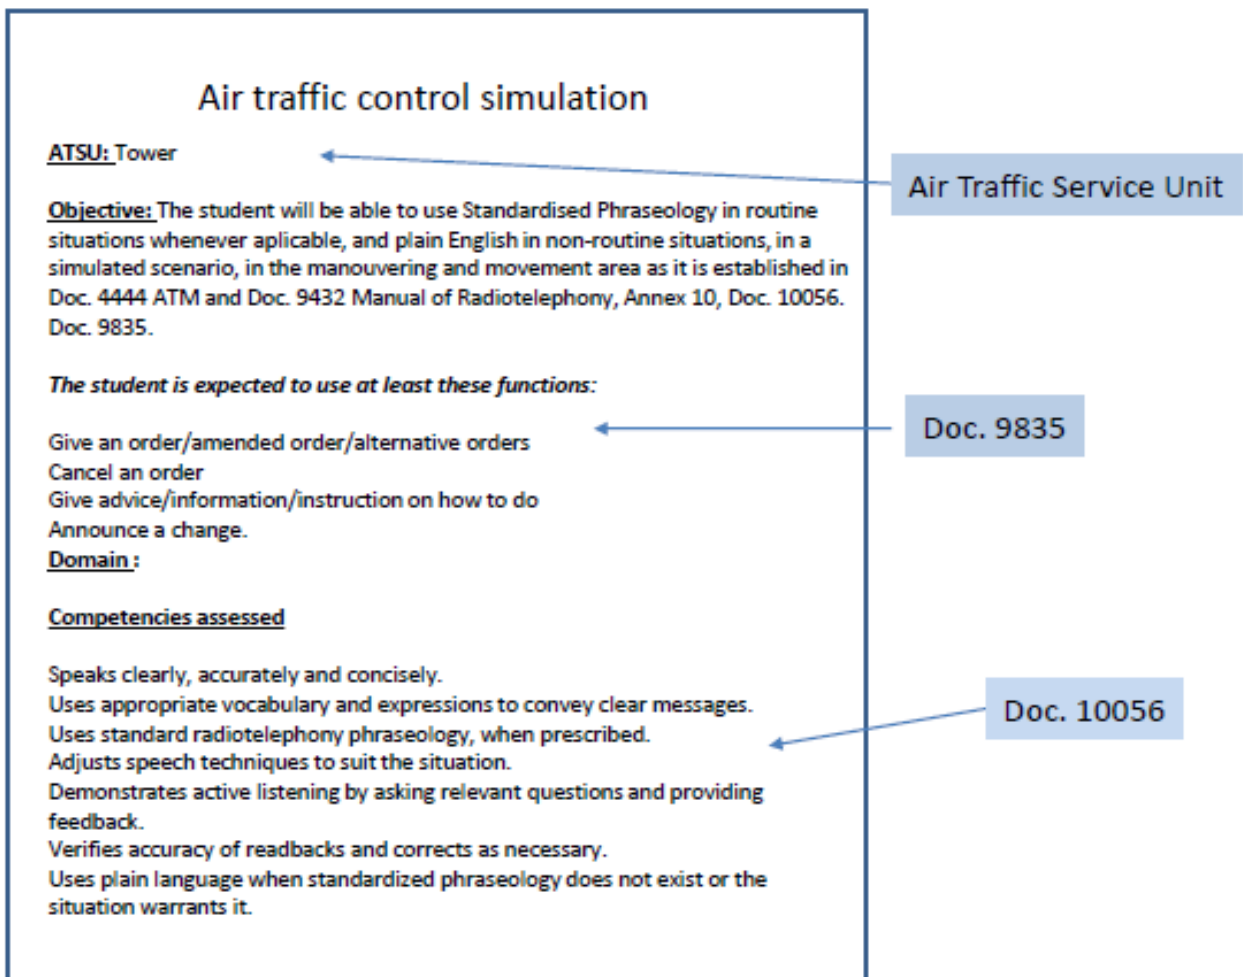 Air traffic control simulation
ATSU: Tower
Air Traffic Service Unit
Objective: The student will be able to use Standardised Phraseology in routine
situations whenever aplicable, and plain English in non-routine situations, in a
simulated scenario, in the manouvering and movement area as it is established in
Doc. 4444 ATM and Doc. 9432 Manual of Radiotelephony, Annex 10, Doc. 10056.
Doc. 9835.
The student is expected to use at least these functions:
Doc. 9835
Give an order/amended order/alternative orders
Cancel an order
Give advice/information/instruction on how to do
Announce a change.
Domain :
Competencies assessed
Speaks clearly, accurately and concisely.
Uses appropriate vocabulary and expressions to convey clear messages.
Doc. 10056
Uses standard radiotelephony phraseology, when prescribed.
Adjusts speech techniques to suit the situation.
Demonstrates active listening by asking relevant questions and providing
feedback.
Verifies accuracy of readbacks and corrects as necessary.
Uses plain language when standardized phraseology does not exist or the
situation warrants it.